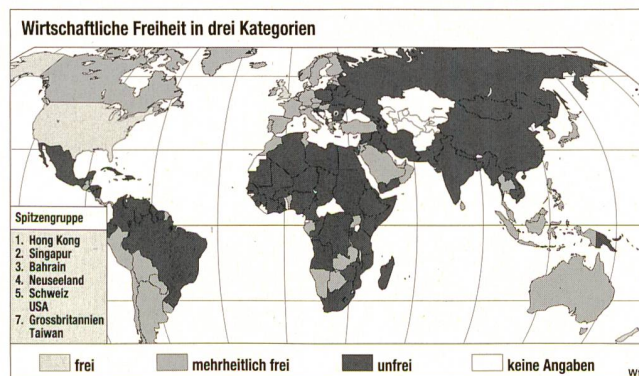 Wirtschaftliche Freiheit in drei Kategorien
Spitzengruppe
1. Hong Kong
2. Singapur
3. Bahrain
4. Neuseeland
5. Schweiz
USA
7. Grossbritannien
Taiwan
frei
mehrheitlich frei
unfrei
keine Angaben